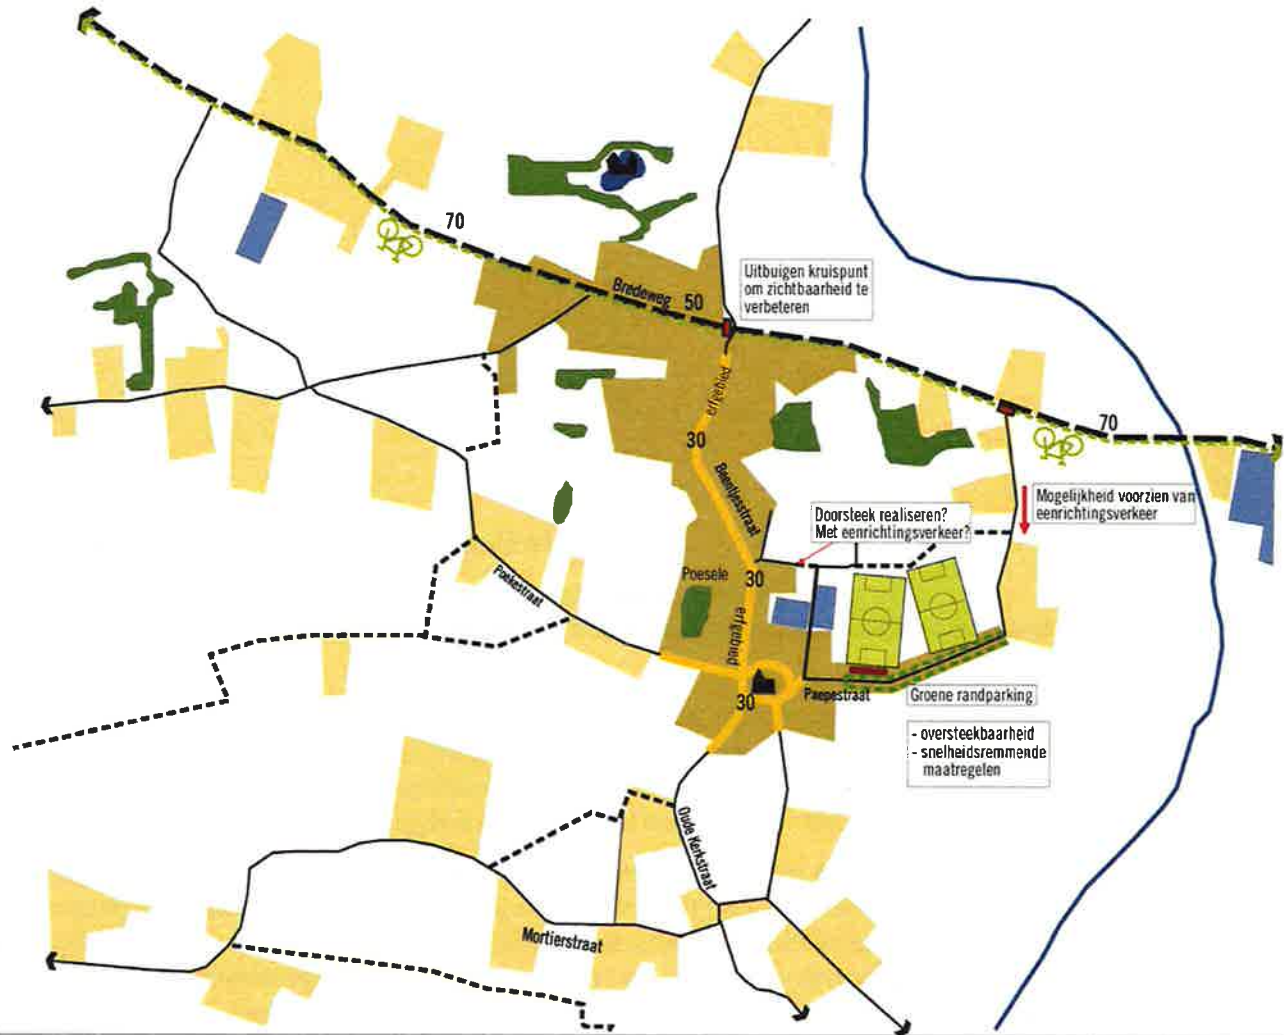 70
Uitbuigen kruispunt
om zichtbaarheid te
verbeteren
Bredeweg
50
erfgebied
70
30
Beentjesstraat
Mogelijkheid voorzien van
eenrichtingsverkeer
Doorsteek realiseren?
Met eenrichtingsverkeer?
Poekestraat
Poesele
30
erfgebied
30
Paepestraat
Groene randparking
- oversteekbaarheid
- snelheidsremmende
maatregelen
Oude Kerkstraat
Mortierstraat